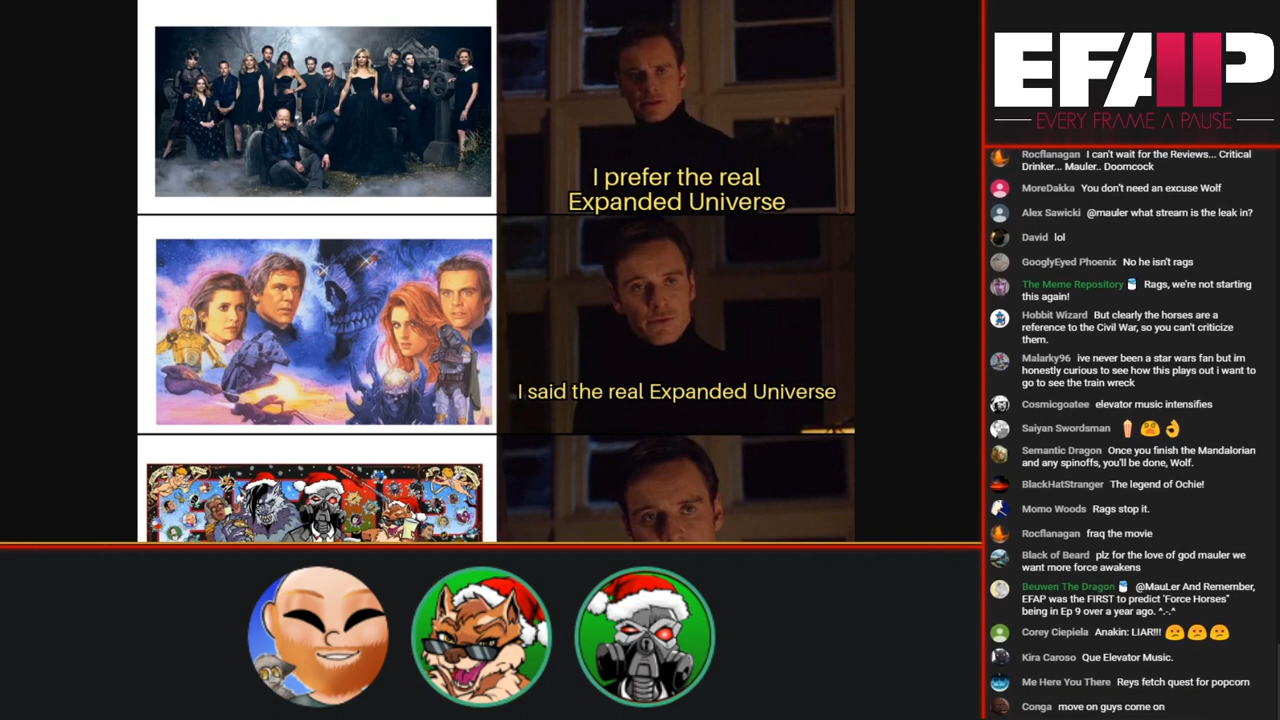 I prefer the real
Expanded Universe
I said the real Expanded Universe
EFAP
EVERY FRAME A PAUSE
Rocflanagan I can't wait for the Reviews... Critical
Drinker... Mauler.. Doomcock
MoreDakka You don't need an excuse Wolf
Alex Sawicki @mauler what stream is the leak in?
David lol
GooglyEyed Phoenix No he isn't rags
The Meme Repository Rags, we're not starting
this again!
Hobbit Wizard But clearly the horses are a
reference to the Civil War, so you can't criticize
them.
Malarky96 ive never been a star wars fan but im
honestly curious to see how this plays out i want to
go to see the train wreck
Cosmicgoatee elevator music intensifies
Saiyan Swordsman 🍿 😵 👌
Semantic Dragon Once you finish the Mandalorian
and any spinoffs, you'll be done, Wolf.
BlackHatStranger The legend of Ochie!
Momo Woods Rags stop it.
Rocflanagan fraq the movie
Black of Beard plz for the love of god mauler we
want more force awakens
Beuwen The Dragon @MauLer And Remember,
EFAP was the FIRST to predict 'Force Horses"
being in Ep 9 over a year ago. ^.-.^
Corey Ciepiela Anakin: LIAR!!! 😕 😕 😕
Kira Caroso Que Elevator Music.
Me Here You There Reys fetch quest for popcorn
Conga move on guys come on